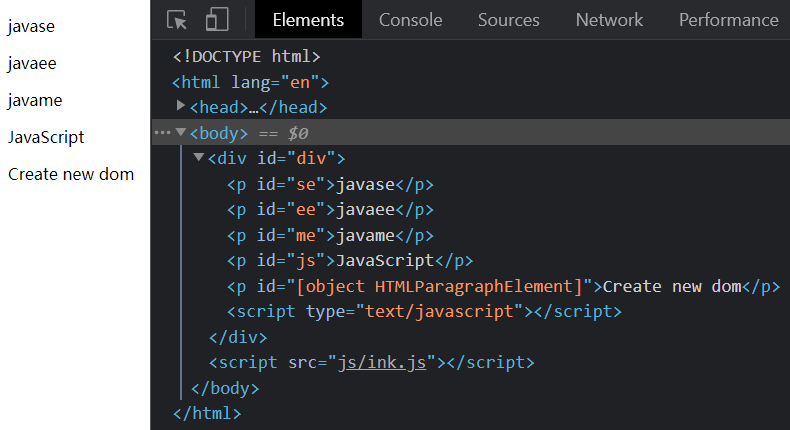 javase
javaee
javame
JavaScript
Create new dom
Elements Console Sources Network Performance
<!DOCTYPE html>
<html lang="en">
<head>…</head>
<body> == $0
<div id="div">
<p id="se">javase</p>
<p id="ee">javaee</p>
<p id="me">javame</p>
<p id="js">JavaScript</p>
<p id="[object HTMLParagraphElement]">Create new dom</p>
<script type="text/javascript"></script>
</div>
<script src="js/ink.js"></script>
</body>
</html>